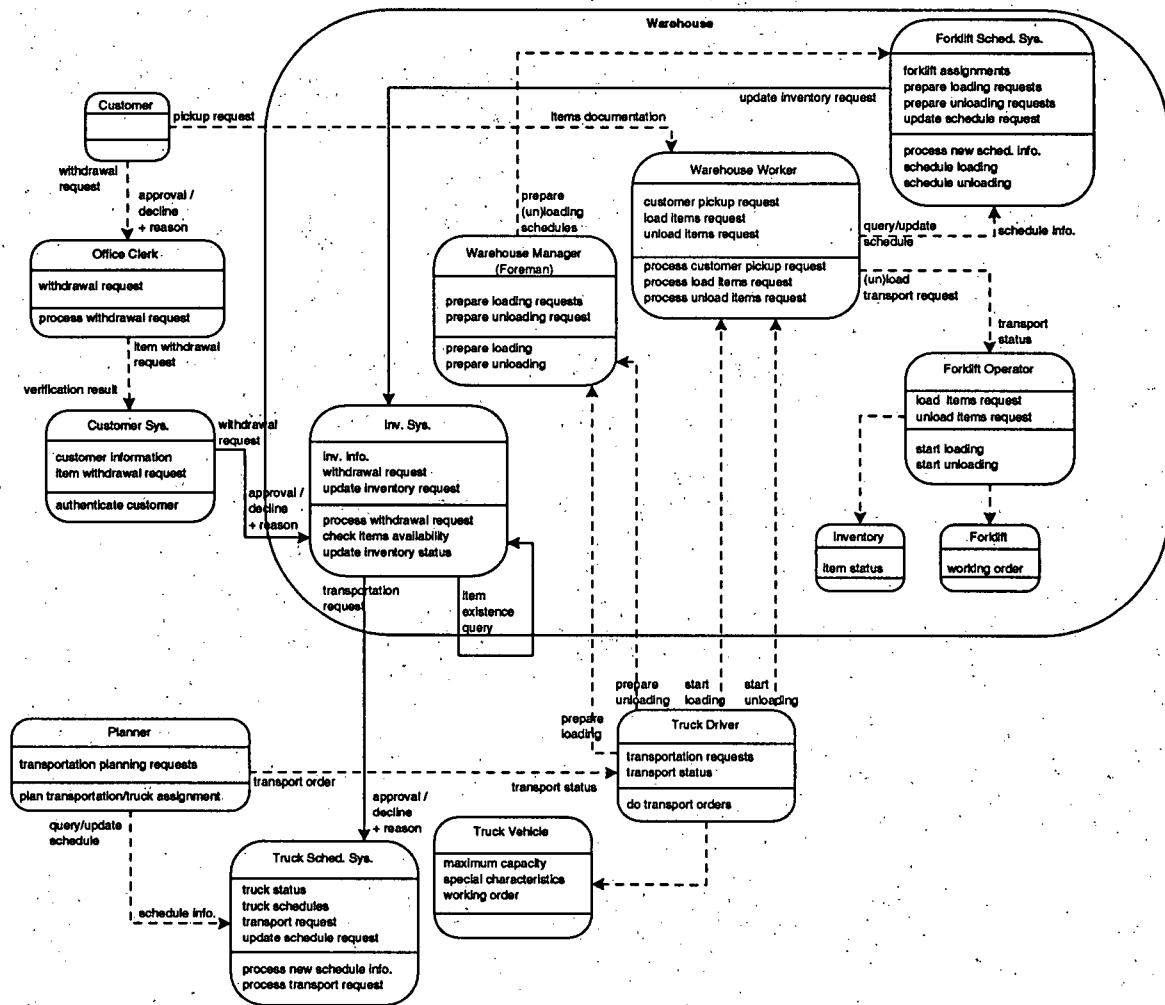 Warehouse
Forklift Sched. Sys.
forklift assignments
prepare loading requests
prepare unloading requests
update schedule request
process new sched. info.
schedule loading
schedule unloading
update inventory request
Customer
pickup request
Items documentation
withdrawal
request
approval /
decline
+ reason
Warehouse Worker
customer pickup request
load items request
unload items request
process customer pickup request
process load items request
process unload items request
prepare
(un)loading
schedules
query/update
schedule
schedule info.
Office Clerk
withdrawal request
process withdrawal request
Warehouse Manager
(Foreman)
prepare loading requests
prepare unloading request
prepare loading
prepare unloading
(un)load
transport request
transport
status
item withdrawal
request
verification result
Forklift Operator
load items request
unload items request
start loading
start unloading
Customer Sys.
customer information
item withdrawal request
authenticate customer
withdrawal
request
approval /
decline
+ reason
Inv. Sys.
inv. info.
withdrawal request
update inventory request
process withdrawal request
check items availability
update inventory status
Inventory
item status
Forklift
working order
transportation
request
item
existence
query
prepare
unloading
start
loading
start
unloading
prepare
loading
Planner
transportation planning requests
plan transportation/truck assignment
transport order
transport status
Truck Driver
transportation requests
transport status
do transport orders
query/update
schedule
approval /
decline
+ reason
schedule info.
Truck Sched. Sys.
truck status
truck schedules
transport request
update schedule request
process new schedule info.
process transport request
Truck Vehicle
maximum capacity
special characteristics
working order